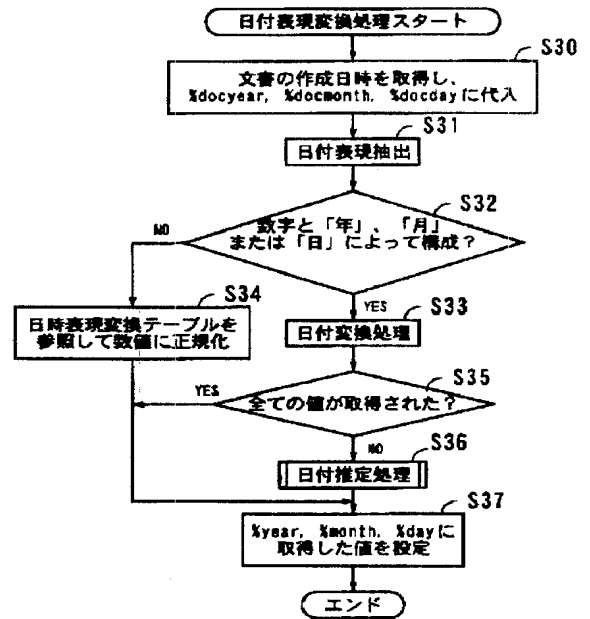 日付表現変換処理スタート
S30
文書の作成日時を取得し、
%docyear, %docmonth, %docdayに代入
S31
日付表現抽出
S32
数字と「年」、「月」
または「日」によって構成?
NO
YES
S34
日時表現変換テーブルを
参照して数値に正規化
S33
日付変換処理
S35
全ての値が取得された?
YES
NO
S36
日付推定処理
S37
%year, %month, %dayに
取得した値を設定
エンド